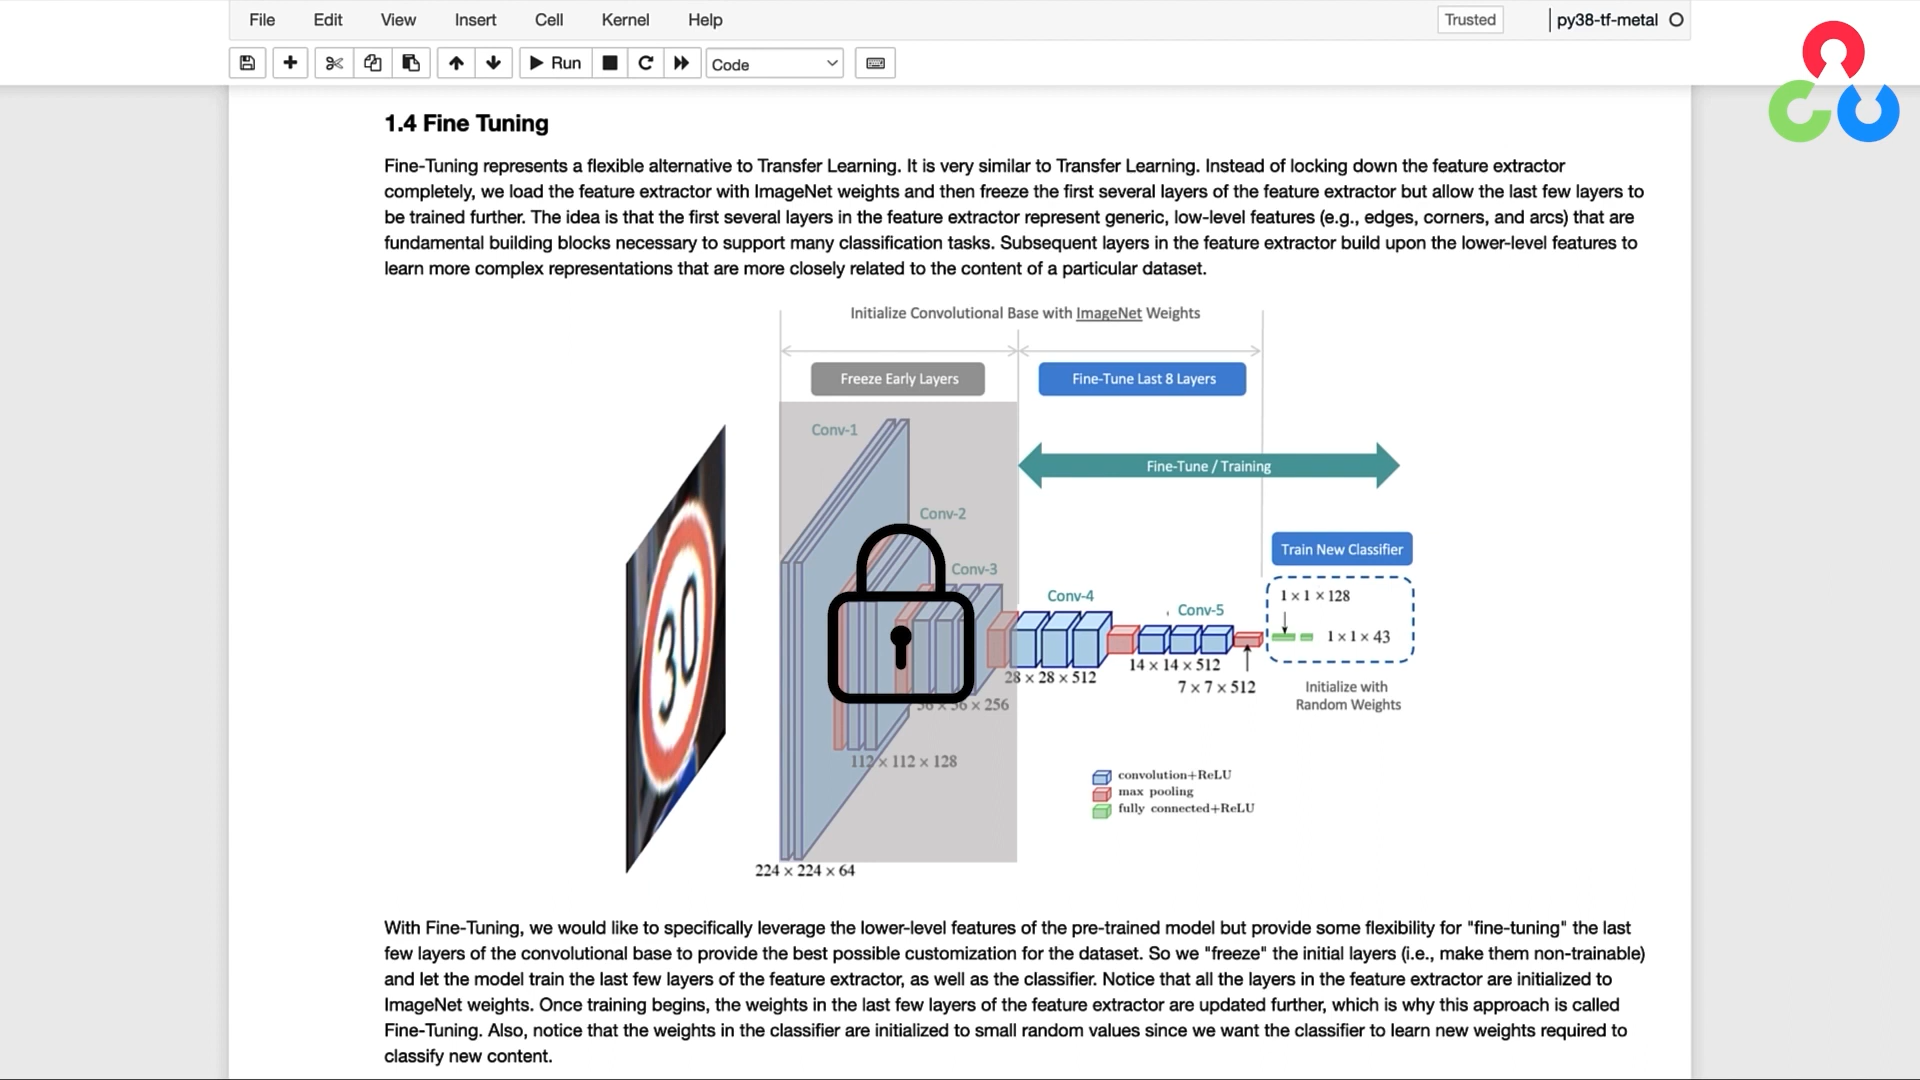 File Edit View Insert Cell Kernel Help Trusted py38-tf-metal
Run Code
1.4 Fine Tuning
Fine-Tuning represents a flexible alternative to Transfer Learning. It is very similar to Transfer Learning. Instead of locking down the feature extractor
completely, we load the feature extractor with ImageNet weights and then freeze the first several layers of the feature extractor but allow the last few layers to
be trained further. The idea is that the first several layers in the feature extractor represent generic, low-level features (e.g., edges, corners, and arcs) that are
fundamental building blocks necessary to support many classification tasks. Subsequent layers in the feature extractor build upon the lower-level features to
learn more complex representations that are more closely related to the content of a particular dataset.
Initialize Convolutional Base with ImageNet Weights
Freeze Early Layers
Fine-Tune Last 8 Layers
Conv-1
Fine-Tune / Training
Conv-2
Train New Classifier
Conv-3
Conv-4
Conv-5
1 x 1 x 128
1 x 1 x 43
30
14 x 14 x 512
28 x 28 x 512
7 x 7 x 512
Initialize with
Random Weights
56 x 56 x 256
112 x 112 x 128
convolution+ReLU
max pooling
fully connected+ReLU
224 x 224 x 64
With Fine-Tuning, we would like to specifically leverage the lower-level features of the pre-trained model but provide some flexibility for "fine-tuning" the last
few layers of the convolutional base to provide the best possible customization for the dataset. So we "freeze" the initial layers (i.e., make them non-trainable)
and let the model train the last few layers of the feature extractor, as well as the classifier. Notice that all the layers in the feature extractor are initialized to
ImageNet weights. Once training begins, the weights in the last few layers of the feature extractor are updated further, which is why this approach is called
Fine-Tuning. Also, notice that the weights in the classifier are initialized to small random values since we want the classifier to learn new weights required to
classify new content.